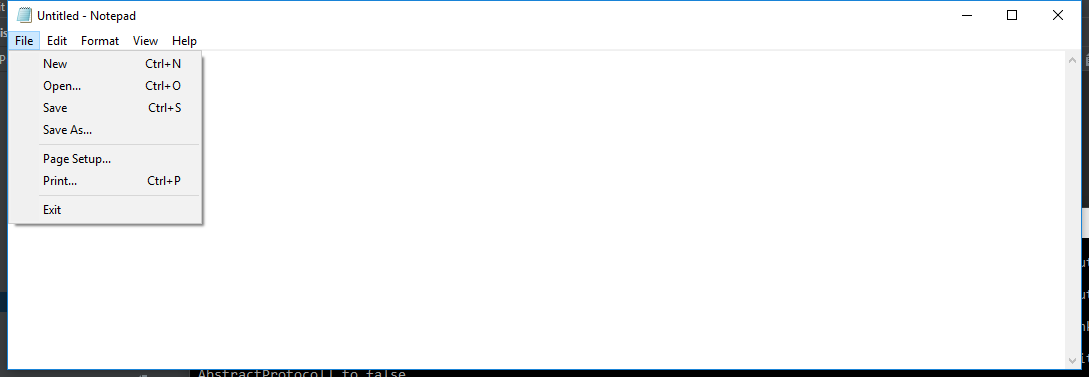 Untitled - Notepad
File Edit Format View Help
New Ctrl+N
Open... Ctrl+O
Save Ctrl+S
Save As...
Page Setup...
Print... Ctrl+P
Exit
AbstractProtocol] to false